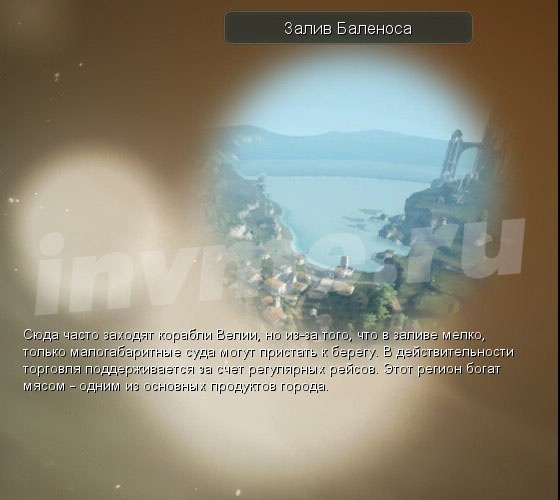 Залив Баленоса
invme.ru
Сюда часто заходят корабли Велии, но из-за того, что в заливе мелко,
только малогабаритные суда могут пристать к берегу. В действительности
торговля поддерживается за счет регулярных рейсов. Этот регион богат
мясом – одним из основных продуктов города.